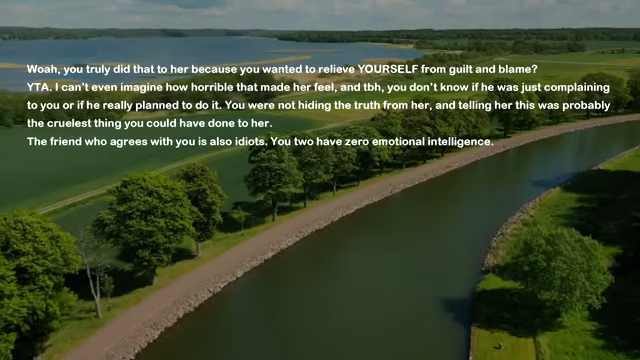 Woah, you truly did that to her because you wanted to relieve YOURSELF from guilt and blame?
YTA. I can't even imagine how horrible that made her feel, and tbh, you don't know if he was just complaining
to you or if he really planned to do it. You were not hiding the truth from her, and telling her this was probably
the cruelest thing you could have done to her.
The friend who agrees with you is also idiots. You two have zero emotional intelligence.